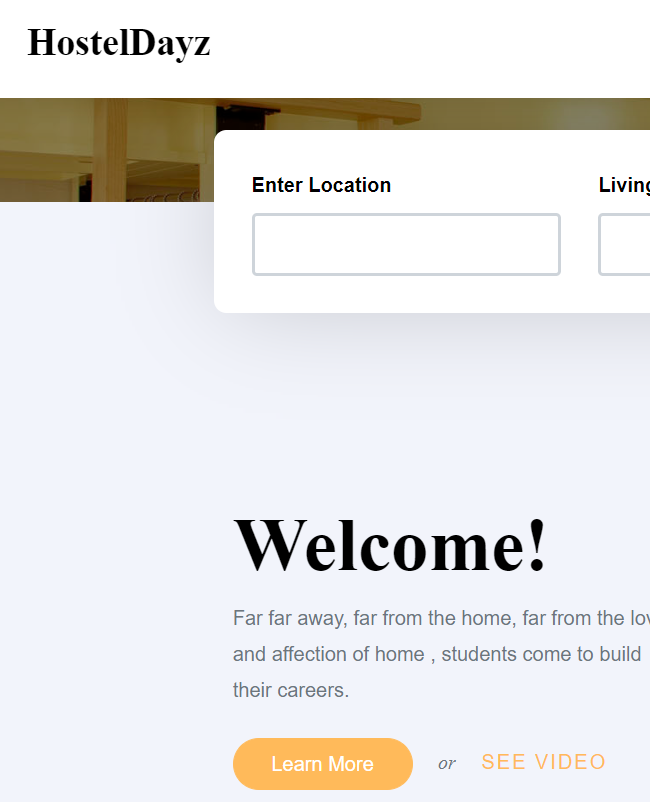 HostelDayz
Enter Location
Living
Welcome!
Far far away, far from the home, far from the lov
and affection of home , students come to build
their careers.
Learn More or SEE VIDEO